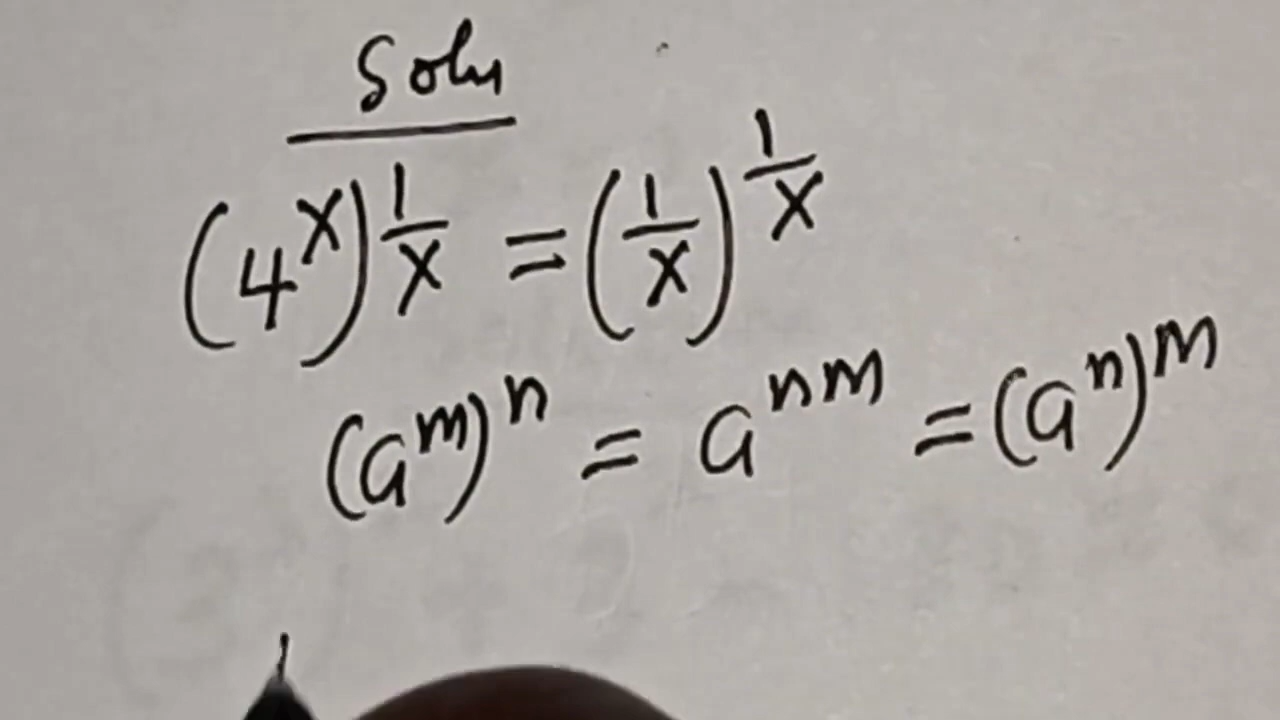 Soln
(4^x)^{1/x} = (1/x)^{1/x}
(a^m)^n = a^{nm} = (a^n)^m